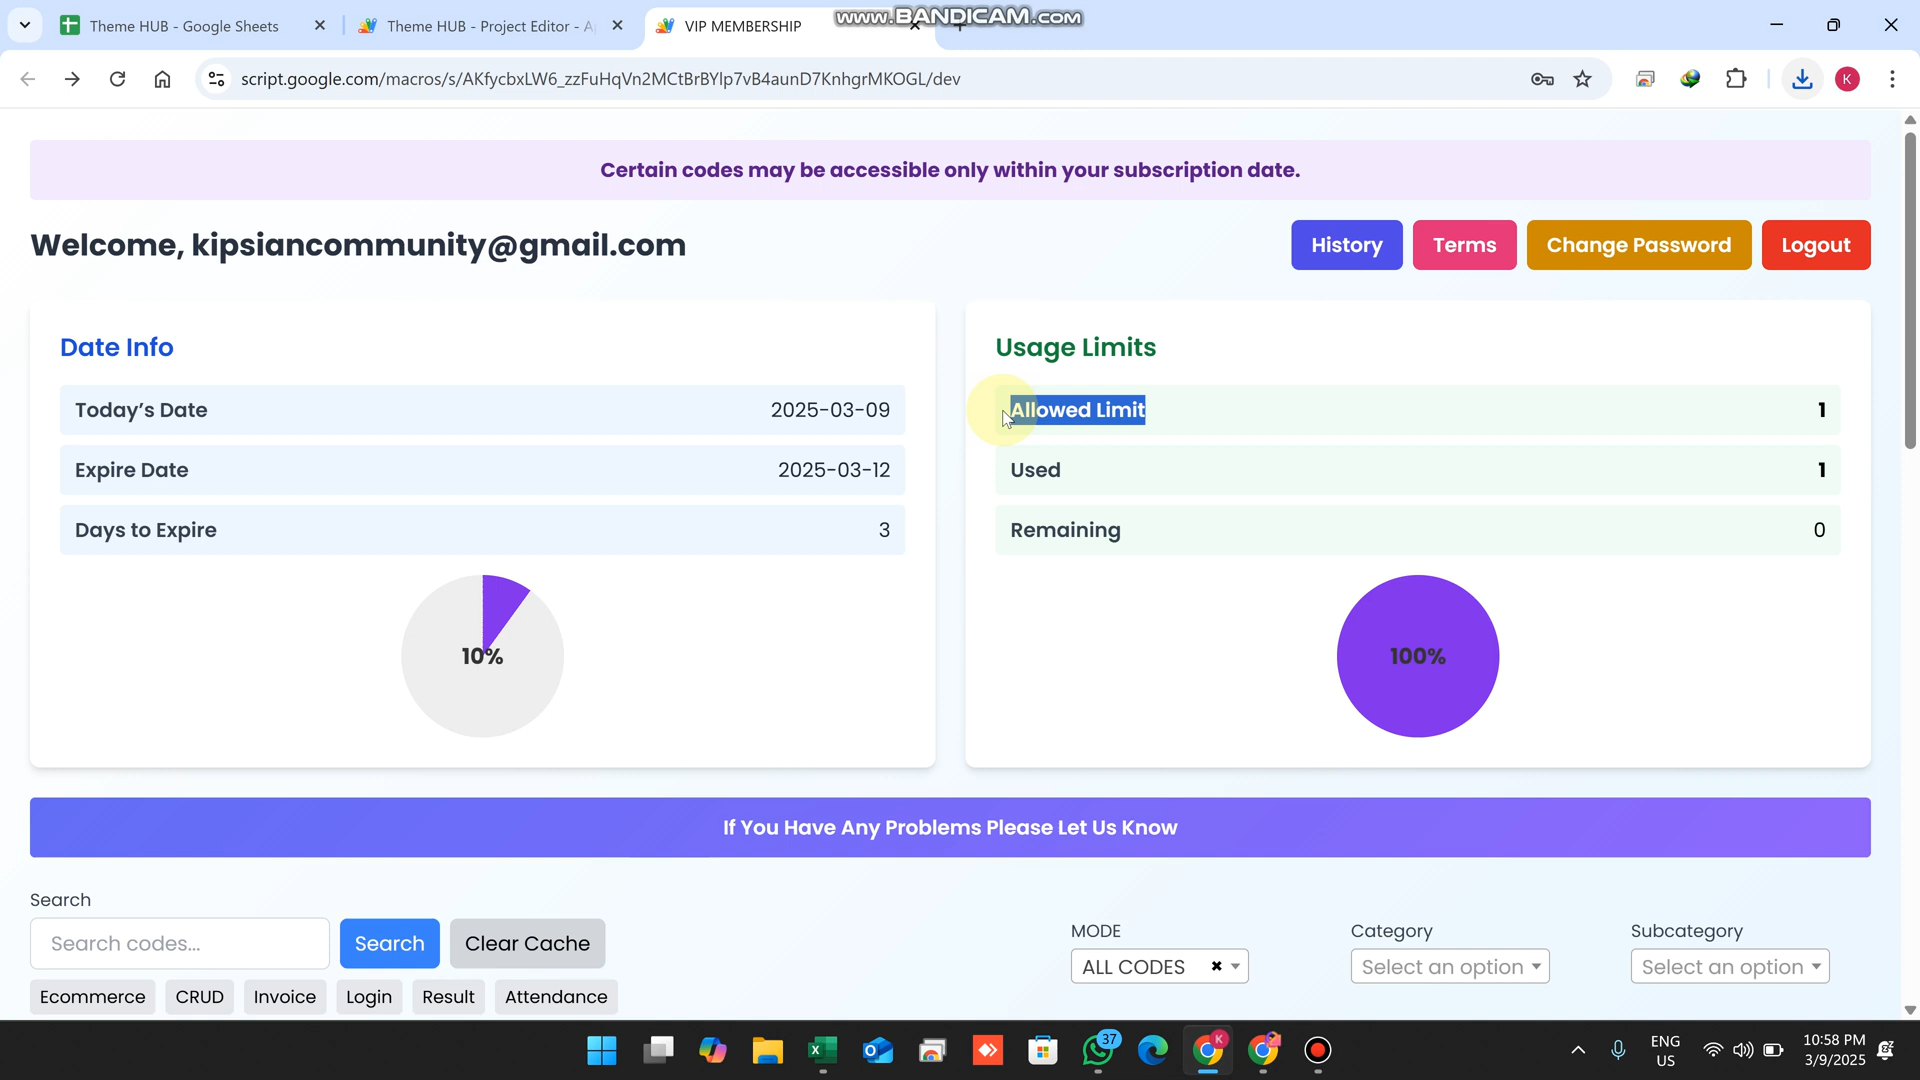 Theme HUB - Google Sheets
Theme HUB - Project Editor - A
VIP MEMBERSHIP
www.BANDICAM.com
script.google.com/macros/s/AKfycbxLW6_zzFuHqVn2MCtBrBYlp7vB4aunD7KnhgrMKOGL/dev
K
Certain codes may be accessible only within your subscription date.
Welcome, kipsiancommunity@gmail.com
History
Terms
Change Password
Logout
Date Info
Today’s Date 2025-03-09
Expire Date 2025-03-12
Days to Expire 3
10%
Usage Limits
Allowed Limit 1
Used 1
Remaining 0
100%
If You Have Any Problems Please Let Us Know
Search
Search codes...
Search
Clear Cache
Ecommerce
CRUD
Invoice
Login
Result
Attendance
MODE
ALL CODES
Category
Select an option
Subcategory
Select an option
37
K
ENG
US
10:58 PM
3/9/2025